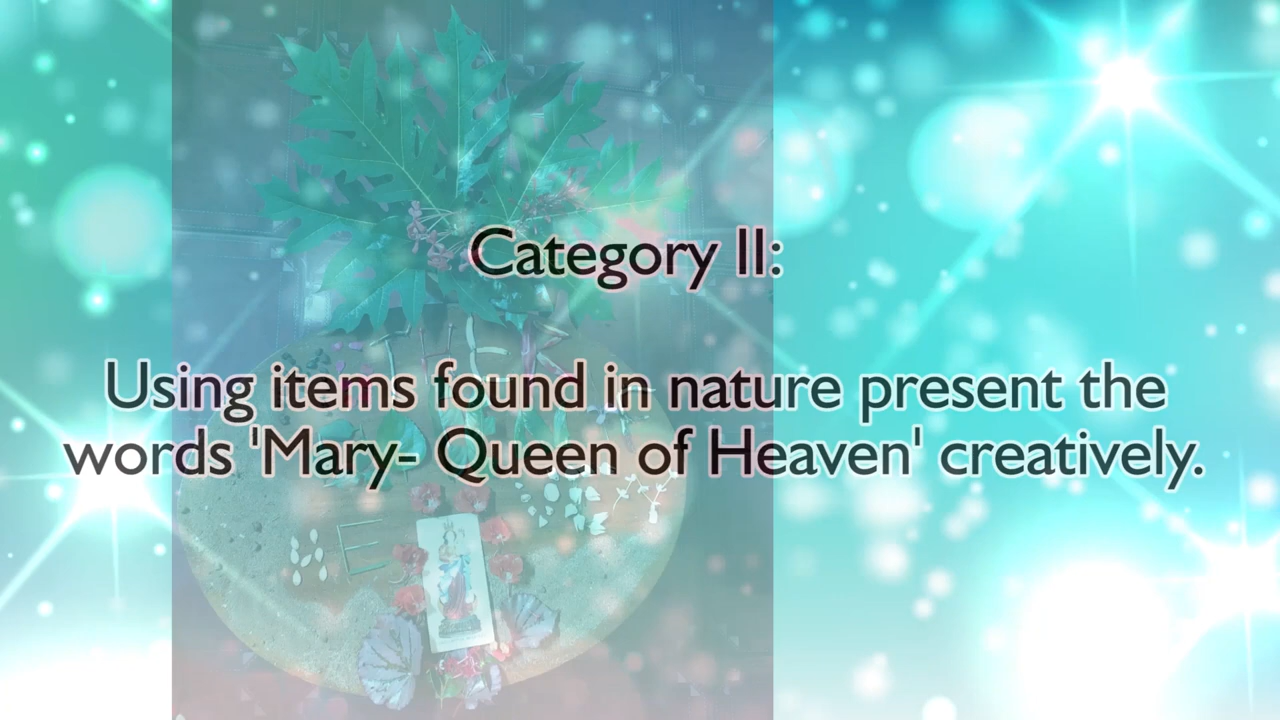 Category II:
Using items found in nature present the
words 'Mary- Queen of Heaven' creatively.